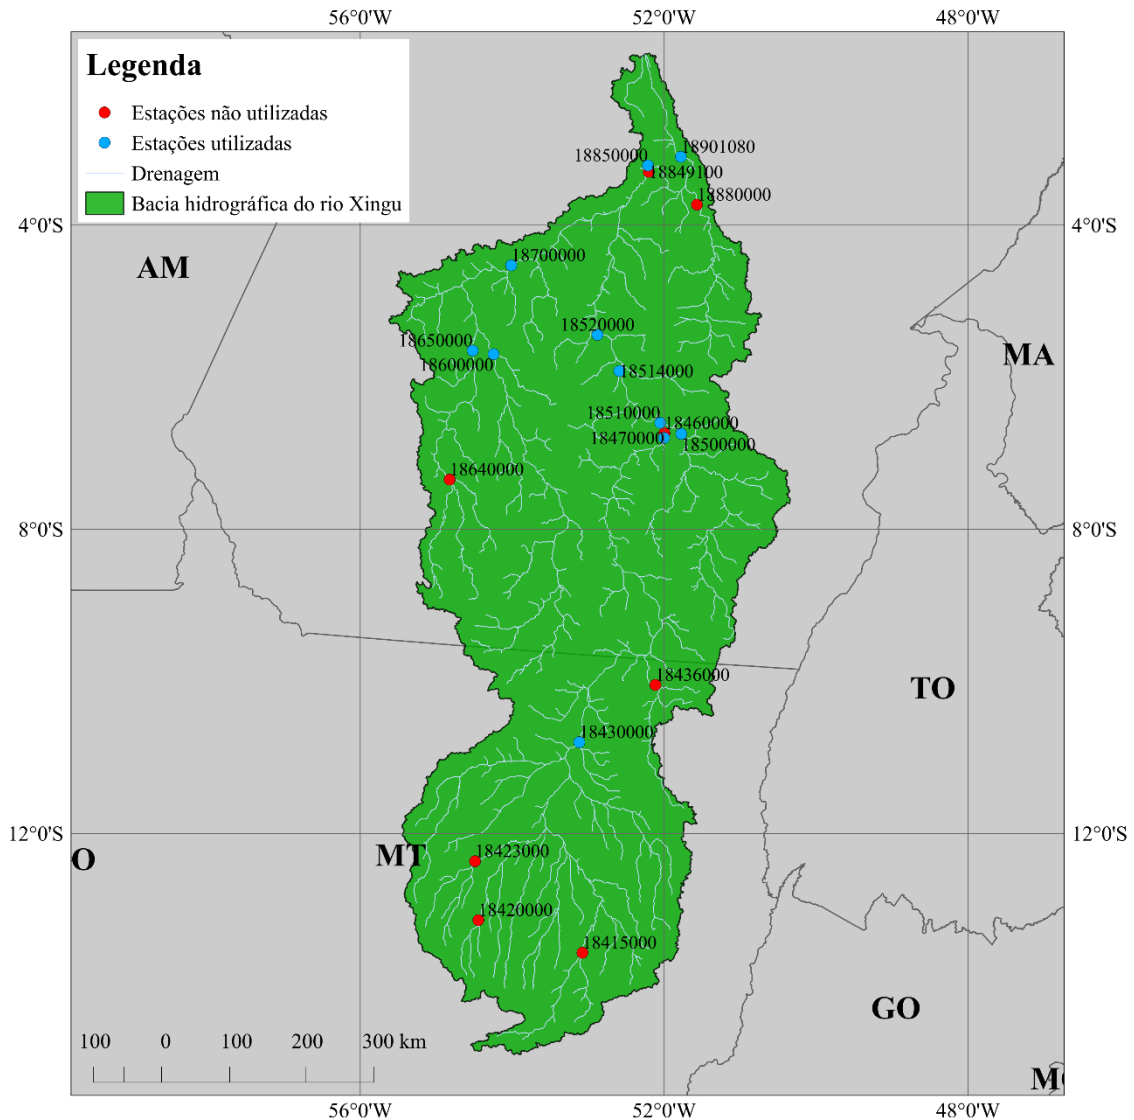 56°0'W 52°0'W 48°0'W
Legenda
Estações não utilizadas
Estações utilizadas
Drenagem
Bacia hidrográfica do rio Xingu
18901080
18850000
18849100
18880000
4°0'S 4°0'S
AM
18700000
18520000
18650000
MA
18600000
18514000
18510000
18460000
18470000
18500000
18640000
8°0'S 8°0'S
18436000
TO
18430000
12°0'S 12°0'S
18423000
MT
O
18420000
18415000
GO
100 0 100 200 300 km
M
56°0'W 52°0'W 48°0'W